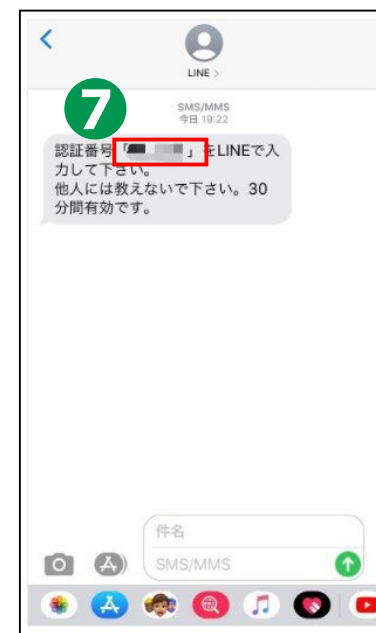 LINE >
7
SMS/MMS
今日 19:22
認証番号「 」をLINEで入
力して下さい。
他人には教えないで下さい。30
分間有効です。
件名
SMS/MMS